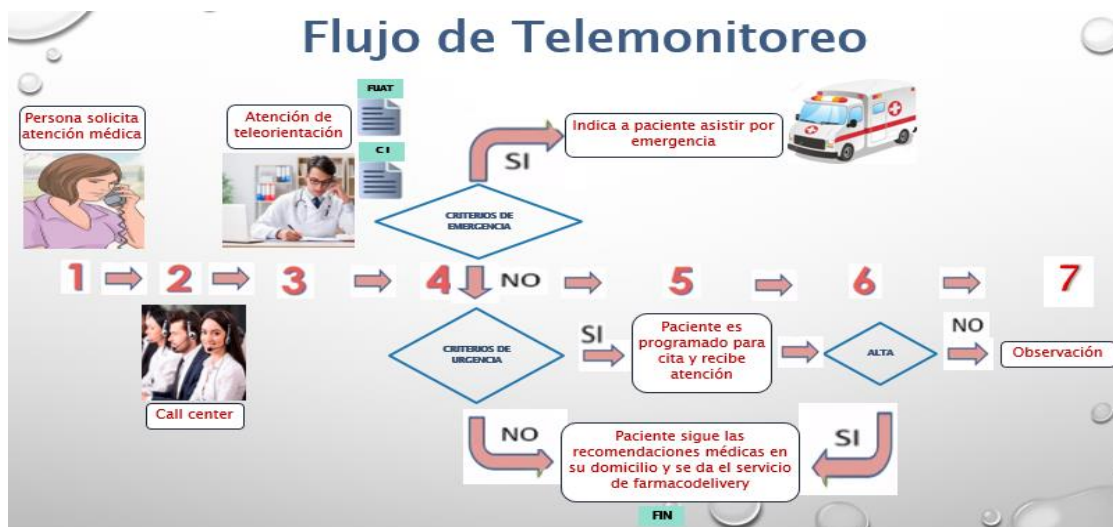 Flujo de Telemonitoreo
Persona solicita
atención médica
Atención de
teleorientación
FUAT
CI
SI
Indica a paciente asistir por
emergencia
CRITERIOS DE
EMERGENCIA
1
2
3
4
NO
5
6
7
Call center
CRITERIOS DE
URGENCIA
SI
Paciente es
programado para
cita y recibe
atención
ALTA
NO
Observación
NO
Paciente sigue las
recomendaciones médicas en
su domicilio y se da el servicio
de farmacodelivery
SI
FIN